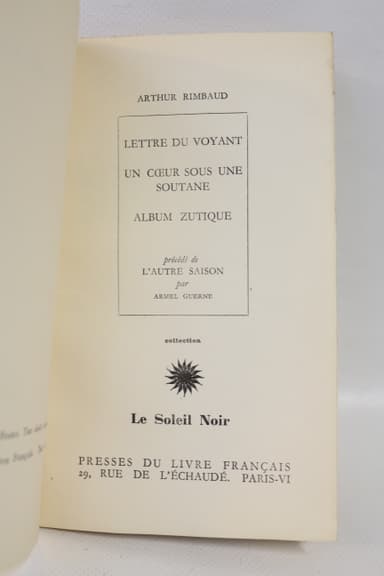 ARTHUR RIMBAUD
LETTRE DU VOYANT
UN CŒUR SOUS UNE
SOUTANE
ALBUM ZUTIQUE
précédé de
L'AUTRE SAISON
par
ARMEL GUERNE
collection
Le Soleil Noir
PRESSES DU LIVRE FRANÇAIS
29, RUE DE L'ÉCHAUDÉ. PARIS-VI